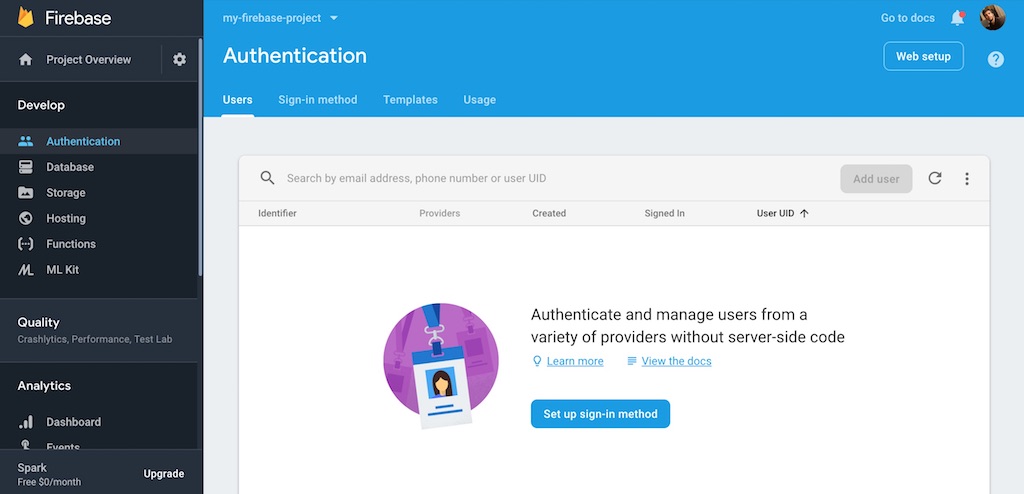 Firebase
Project Overview
Develop
Authentication
Database
Storage
Hosting
Functions
ML Kit
Quality
Crashlytics, Performance, Test Lab
Analytics
Dashboard
Events
Spark
Free $0/month
Upgrade
my-firebase-project
Go to docs
Authentication
Web setup
Users Sign-in method Templates Usage
Search by email address, phone number or user UID
Add user
Identifier Providers Created Signed In User UID
Authenticate and manage users from a
variety of providers without server-side code
Learn more View the docs
Set up sign-in method